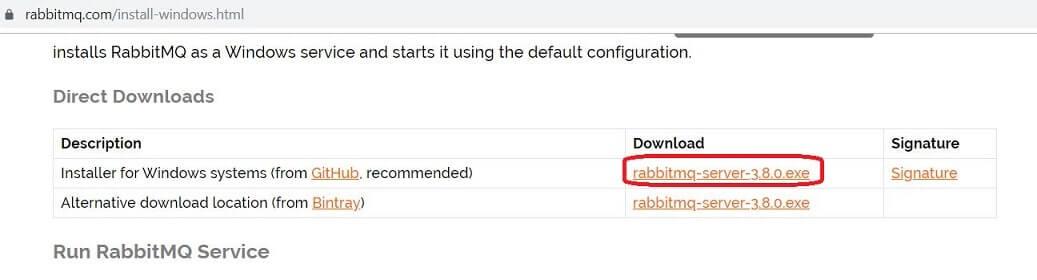 rabbitmq.com/install-windows.html
installs RabbitMQ as a Windows service and starts it using the default configuration.
Direct Downloads
Description Download Signature
Installer for Windows systems (from GitHub, recommended) rabbitmq-server-3.8.0.exe Signature
Alternative download location (from Bintray) rabbitmq-server-3.8.0.exe
Run RabbitMQ Service